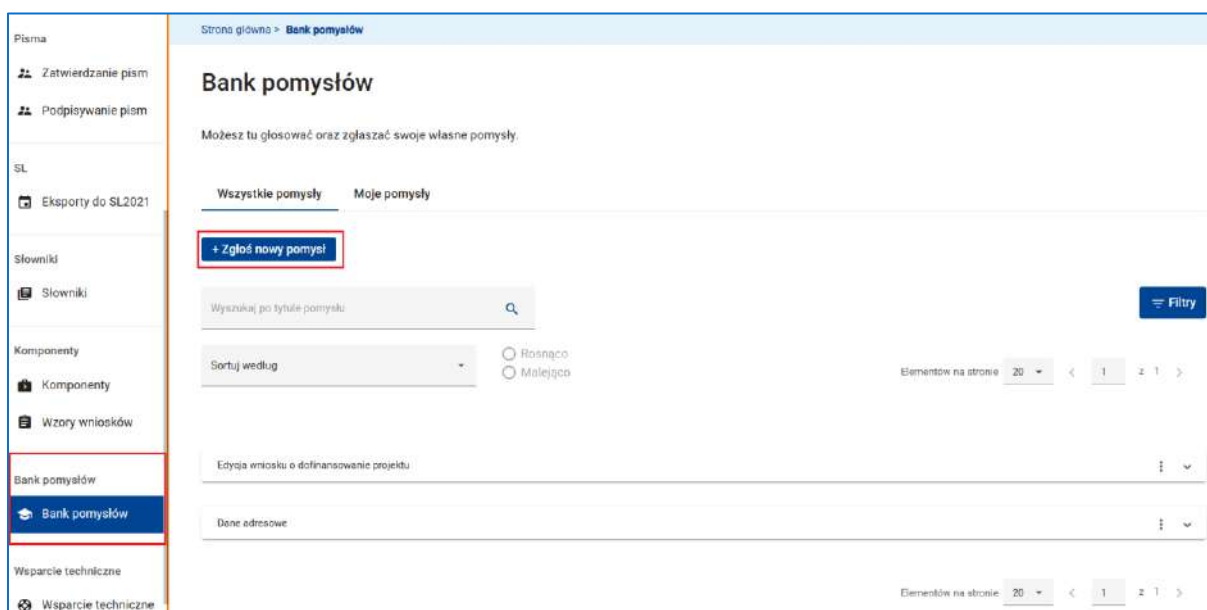 Pisma
Zatwierdzanie pism
Podpisywanie pism
SL
Eksporty do SL2021
Słowniki
Słowniki
Komponenty
Komponenty
Wzory wniosków
Bank pomysłów
Bank pomysłów
Wsparcie techniczne
Wsparcie techniczne
Strona główna > Bank pomysłów
Bank pomysłów
Możesz tu głosować oraz zgłaszać swoje własne pomysły.
Wszystkie pomysły Moje pomysły
+ Zgłoś nowy pomysł
Wyszukaj po tytule pomysłu
Filtry
Sortuj według
Rosnąco
Malejąco
Elementów na stronie 20 < 1 z 1 >
Edycja wniosku o dofinansowanie projektu
Dane adresowe
Elementów na stronie 20 < 1 z 1 >